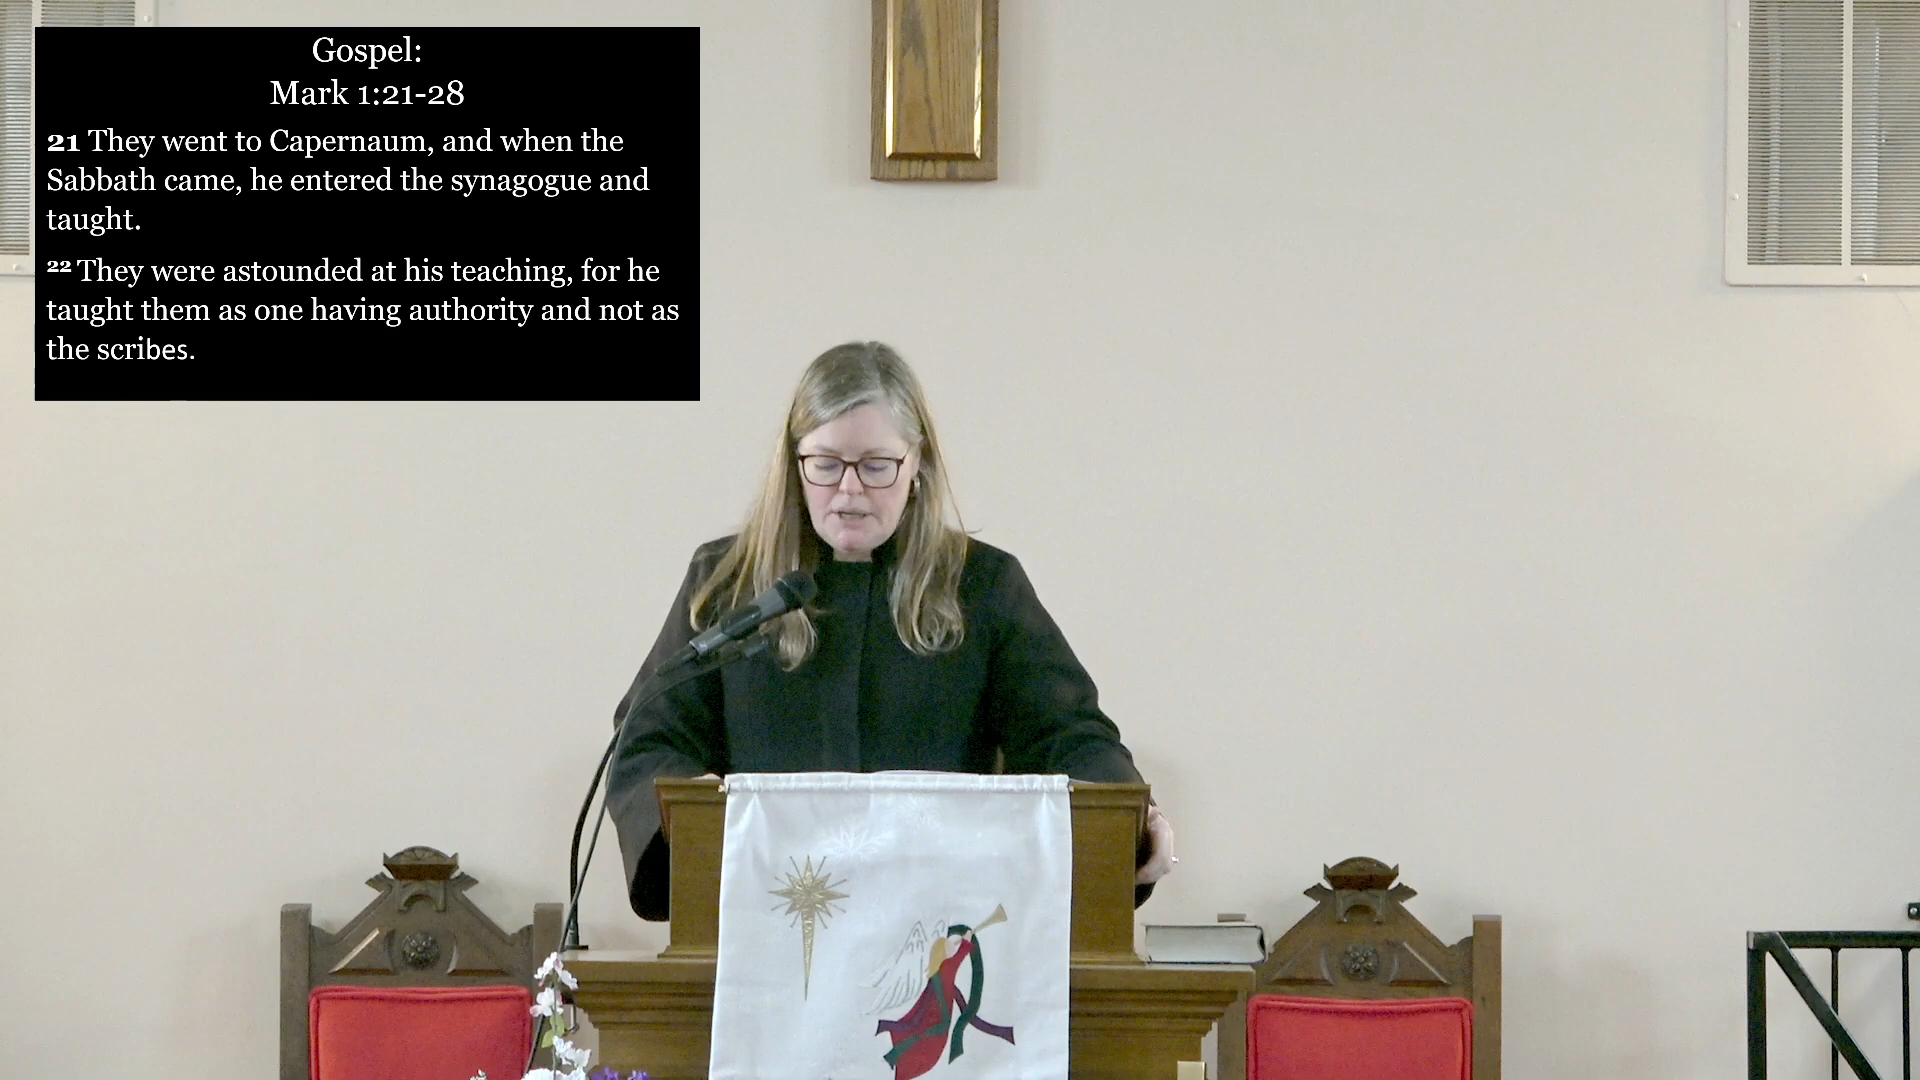 Gospel:
Mark 1:21-28
21 They went to Capernaum, and when the
Sabbath came, he entered the synagogue and
taught.
22 They were astounded at his teaching, for he
taught them as one having authority and not as
the scribes.